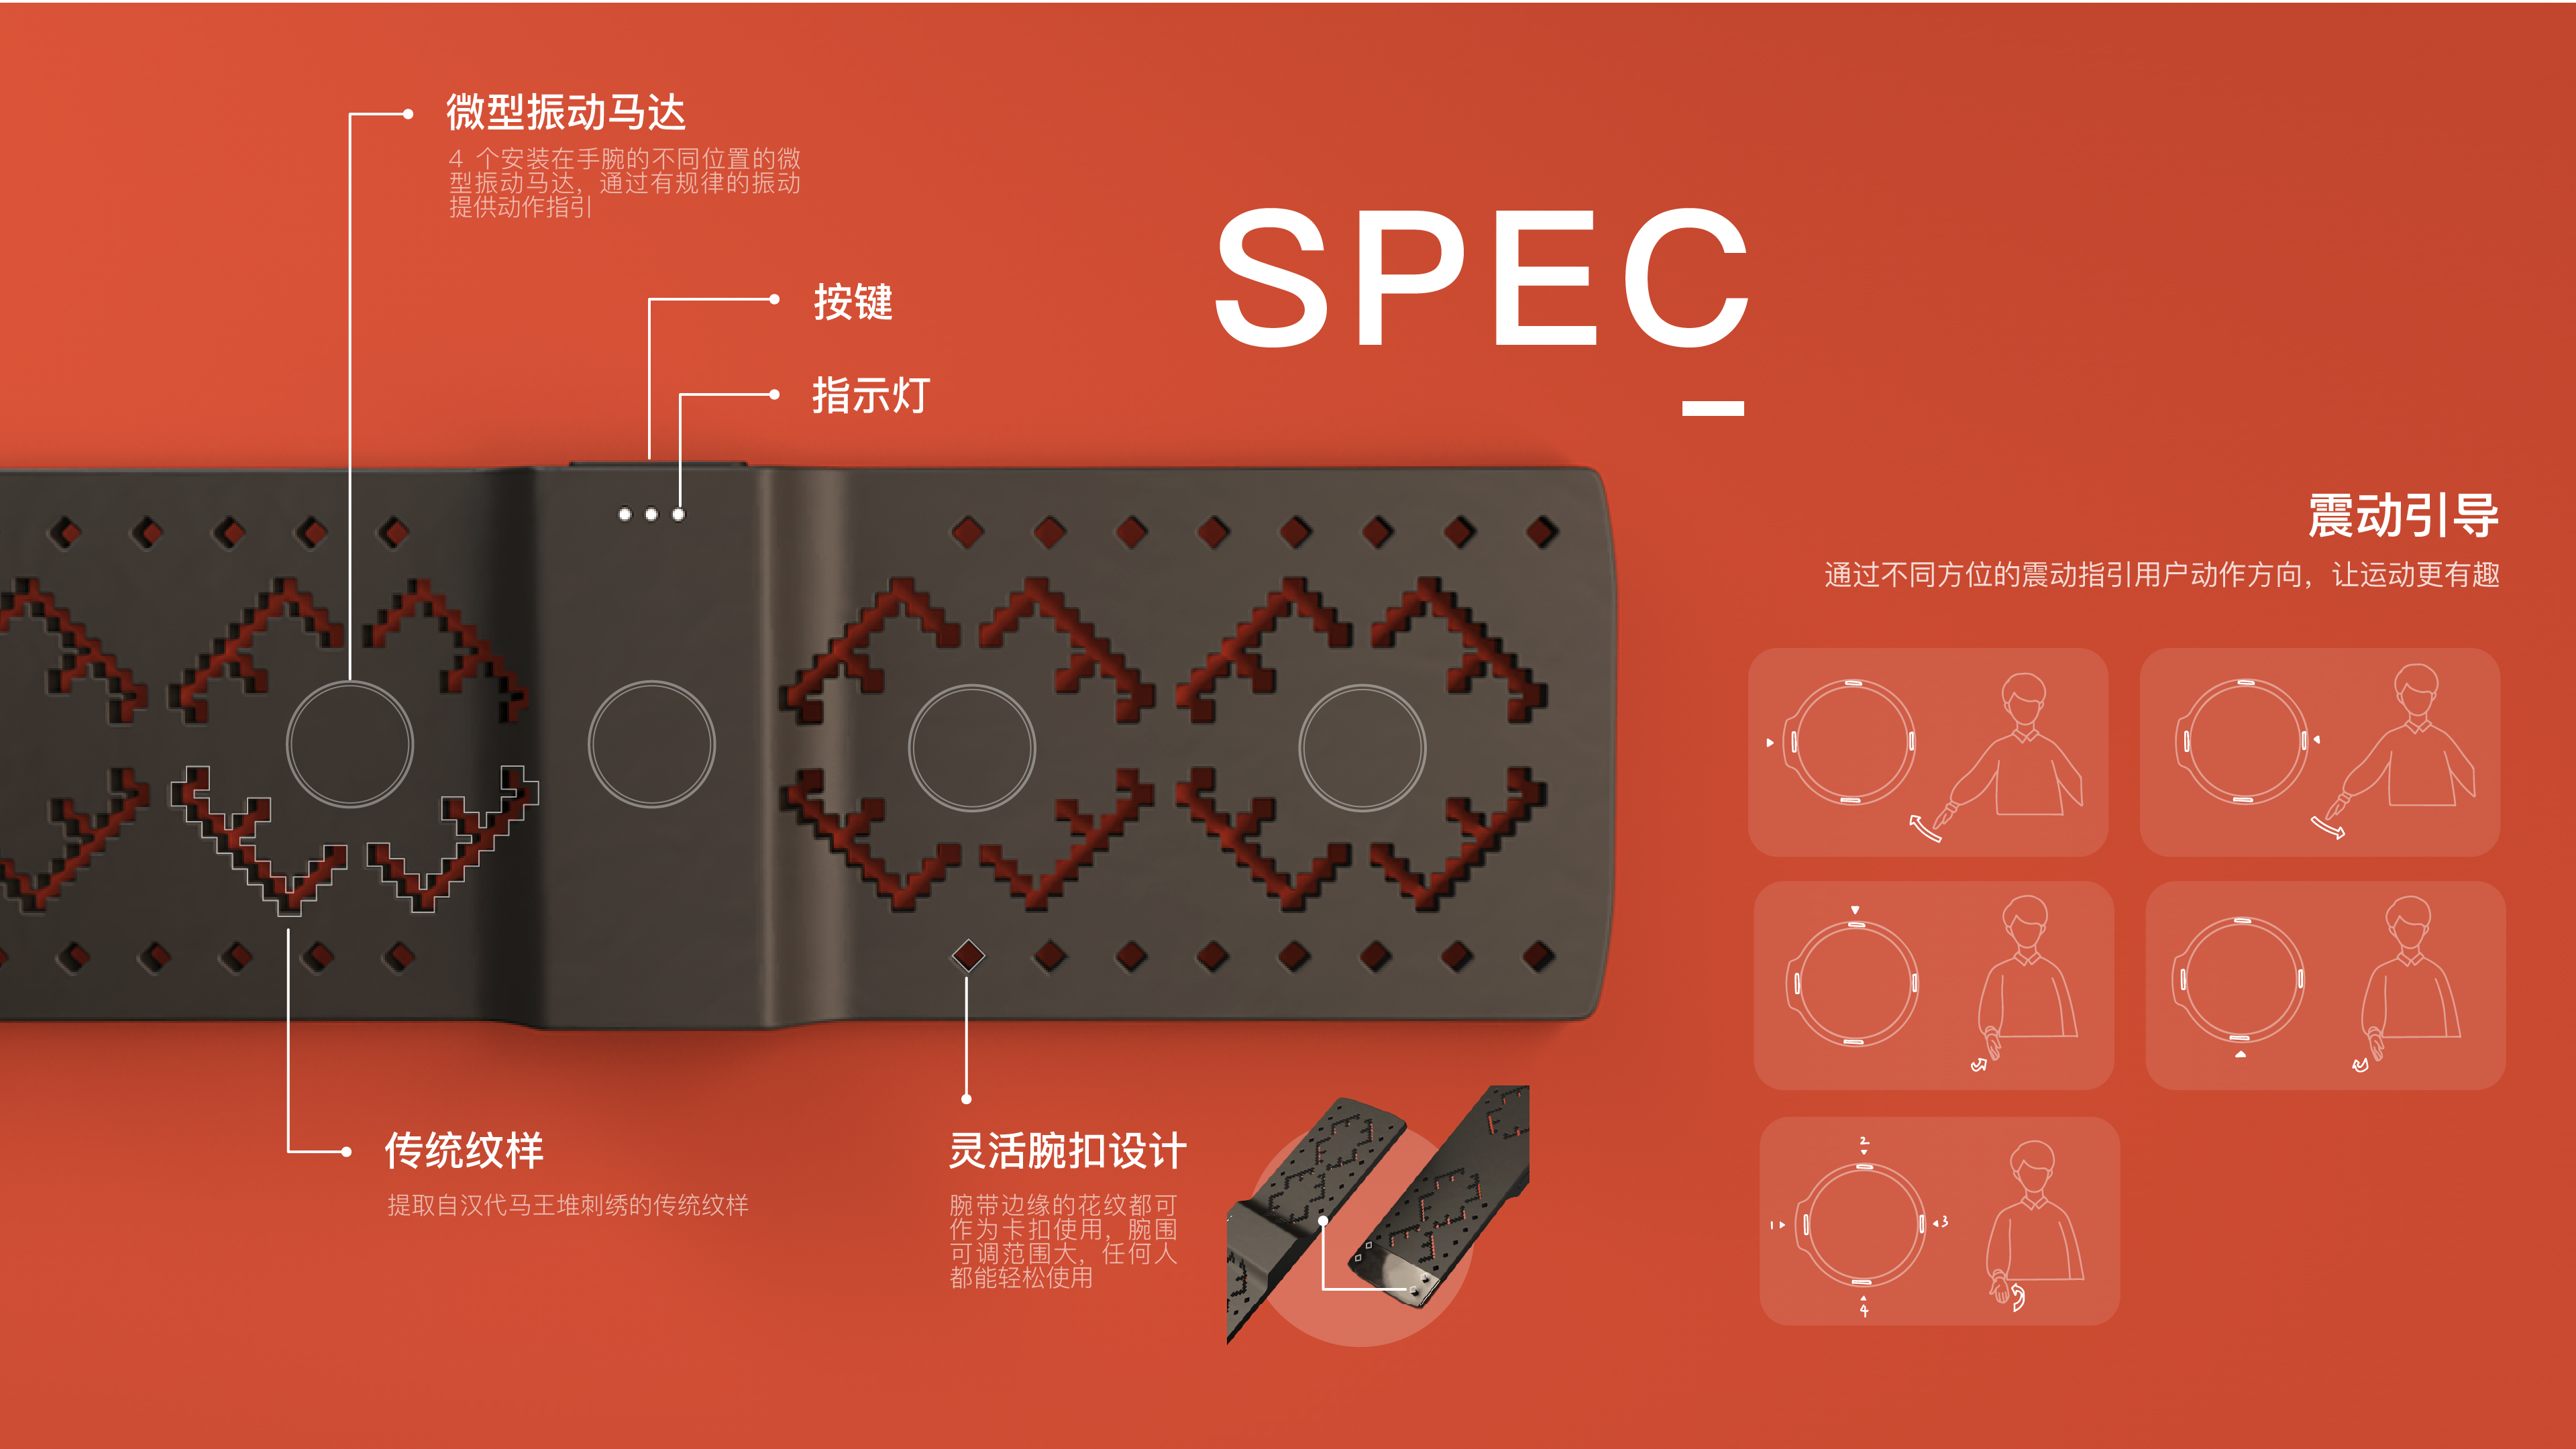 微型振动马达
4 个安装在手腕的不同位置的微
型振动马达，通过有规律的振动
提供动作指引
按键
指示灯
SPEC
震动引导
通过不同方位的震动指引用户动作方向，让运动更有趣
2
1
3
4
传统纹样
提取自汉代马王堆刺绣的传统纹样
灵活腕扣设计
腕带边缘的花纹都可
作为卡扣使用，腕围
可调范围大，任何人
都能轻松使用